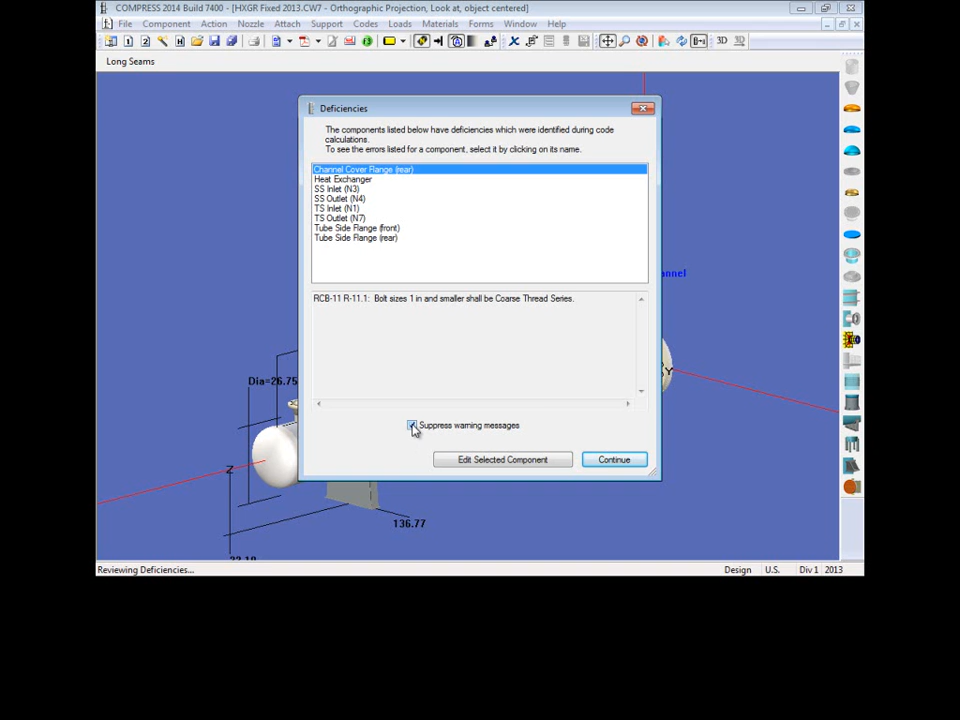 COMPRESS 2014 Build 7400 - [HXGR Fixed 2013.CW7 - Orthographic Projection, Look at, object centered]
File Component Action Nozzle Attach Support Codes Loads Materials Forms Window Help
3D
Long Seams
Deficiencies
The components listed below have deficiencies which were identified during code
calculations.
To see the errors listed for a component, select it by clicking on its name.
Channel Cover Flange (rear)
Heat Exchanger
SS Inlet (N3)
SS Outlet (N4)
TS Inlet (N1)
TS Outlet (N7)
Tube Side Flange (front)
Tube Side Flange (rear)
RCB-11 R-11.1: Bolt sizes 1 in and smaller shall be Coarse Thread Series.
Suppress warning messages
Edit Selected Component Continue
annel
Dia=26.75
Y
Z
136.77
Reviewing Deficiencies... Design U.S. Div 1 2013